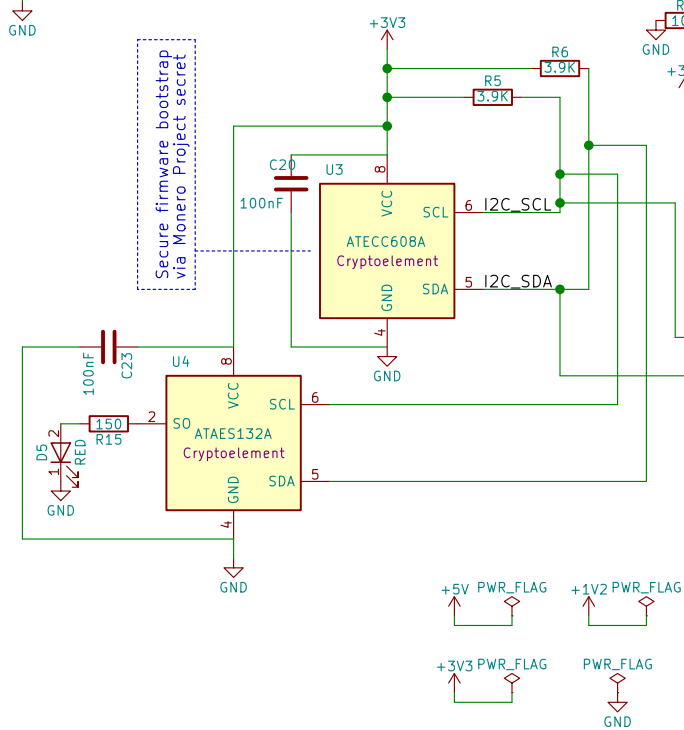 GND
+3V3
R6
3.9K
GND
R5
3.9K
Secure firmware bootstrap
via Monero Project secret
C20
100nF
U3
8
VCC
SCL
6
I2C_SCL
ATECC608A
Cryptoelement
SDA
5
I2C_SDA
GND
4
GND
100nF
C23
U4
8
VCC
SCL
6
150
R15
2
SO
ATAES132A
Cryptoelement
D5
2
1
RED
GND
SDA
5
GND
4
GND
+5V
PWR_FLAG
+1V2
PWR_FLAG
+3V3
PWR_FLAG
PWR_FLAG
GND